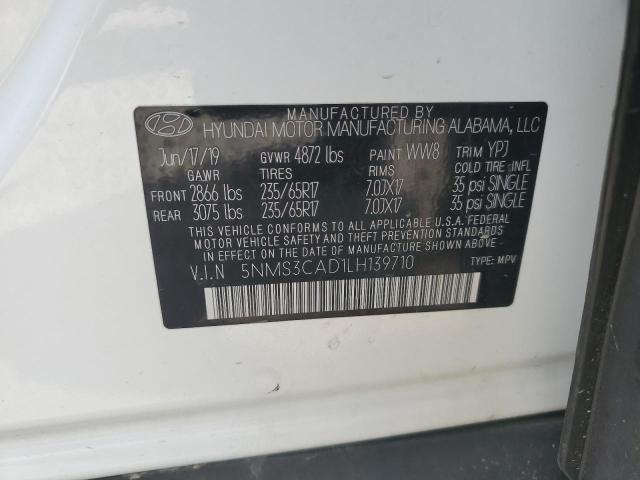 MANUFACTURED BY
HYUNDAI MOTOR MANUFACTURING ALABAMA, LLC
Jun/17/19 GVWR 4872 lbs PAINT WW8 TRIM YPJ
GAWR TIRES RIMS COLD TIRE INFL
FRONT 2866 lbs 235/65R17 7.0JX17 35 psi SINGLE
REAR 3075 lbs 235/65R17 7.0JX17 35 psi SINGLE
THIS VEHICLE CONFORMS TO ALL APPLICABLE U.S.A. FEDERAL
MOTOR VEHICLE SAFETY AND THEFT PREVENTION STANDARDS
IN EFFECT ON THE DATE OF MANUFACTURE SHOWN ABOVE.
V.I.N 5NMS3CAD1LH139710 TYPE: MPV